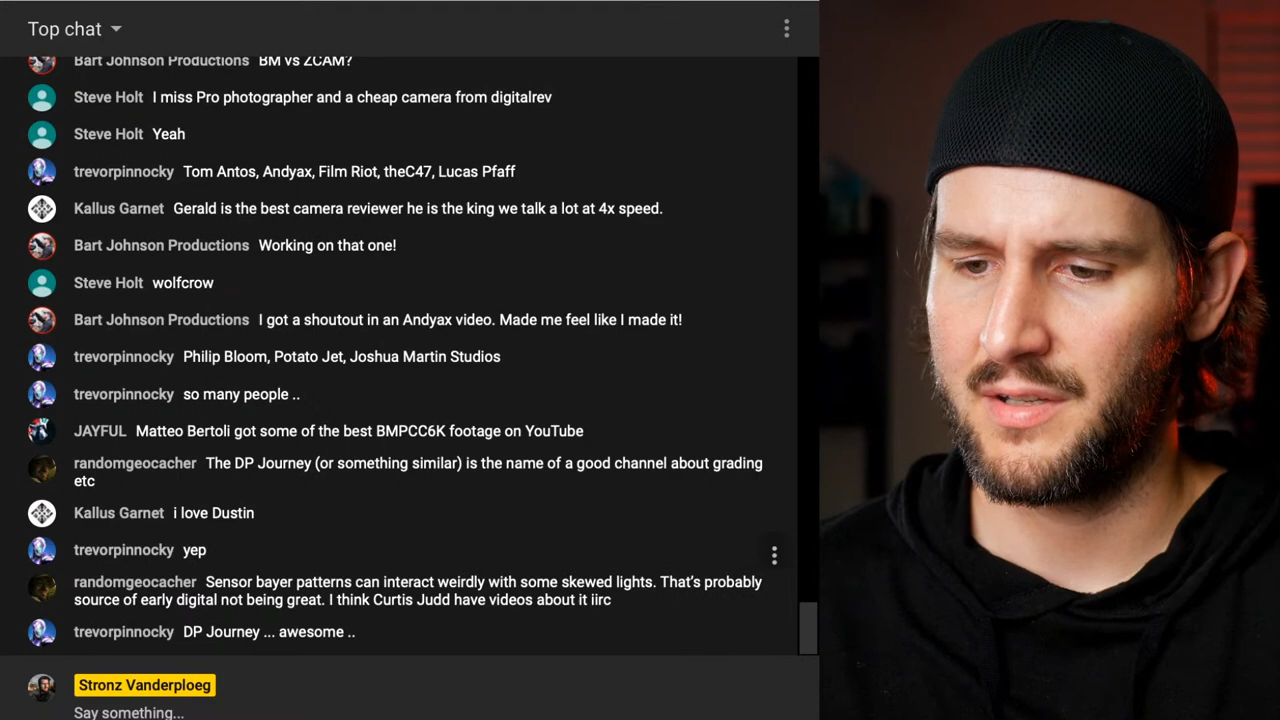 Top chat
Bart Johnson Productions BM vs ZCAM?
Steve Holt I miss Pro photographer and a cheap camera from digitalrev
Steve Holt Yeah
trevorpinnocky Tom Antos, Andyax, Film Riot, theC47, Lucas Pfaff
Kallus Garnet Gerald is the best camera reviewer he is the king we talk a lot at 4x speed.
Bart Johnson Productions Working on that one!
Steve Holt wolfcrow
Bart Johnson Productions I got a shoutout in an Andyax video. Made me feel like I made it!
trevorpinnocky Philip Bloom, Potato Jet, Joshua Martin Studios
trevorpinnocky so many people ..
JAYFUL Matteo Bertoli got some of the best BMPCC6K footage on YouTube
randomgeocacher The DP Journey (or something similar) is the name of a good channel about grading
etc
Kallus Garnet i love Dustin
trevorpinnocky yep
randomgeocacher Sensor bayer patterns can interact weirdly with some skewed lights. That's probably
source of early digital not being great. I think Curtis Judd have videos about it iirc
trevorpinnocky DP Journey ... awesome ..
Stronz Vanderploeg
Say something...